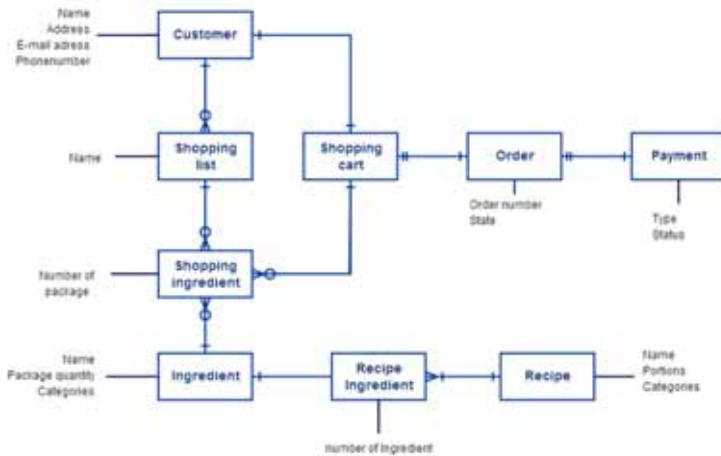 Name
Address
E-mail adress
Phonenumber
Customer
Name
Shopping
list
Shopping
cart
Order
Payment
Order number
State
Type
Status
Number of
package
Shopping
ingredient
Name
Package quantity
Categories
Ingredient
Recipe
Ingredient
Recipe
Name
Portions
Categories
number of Ingredient